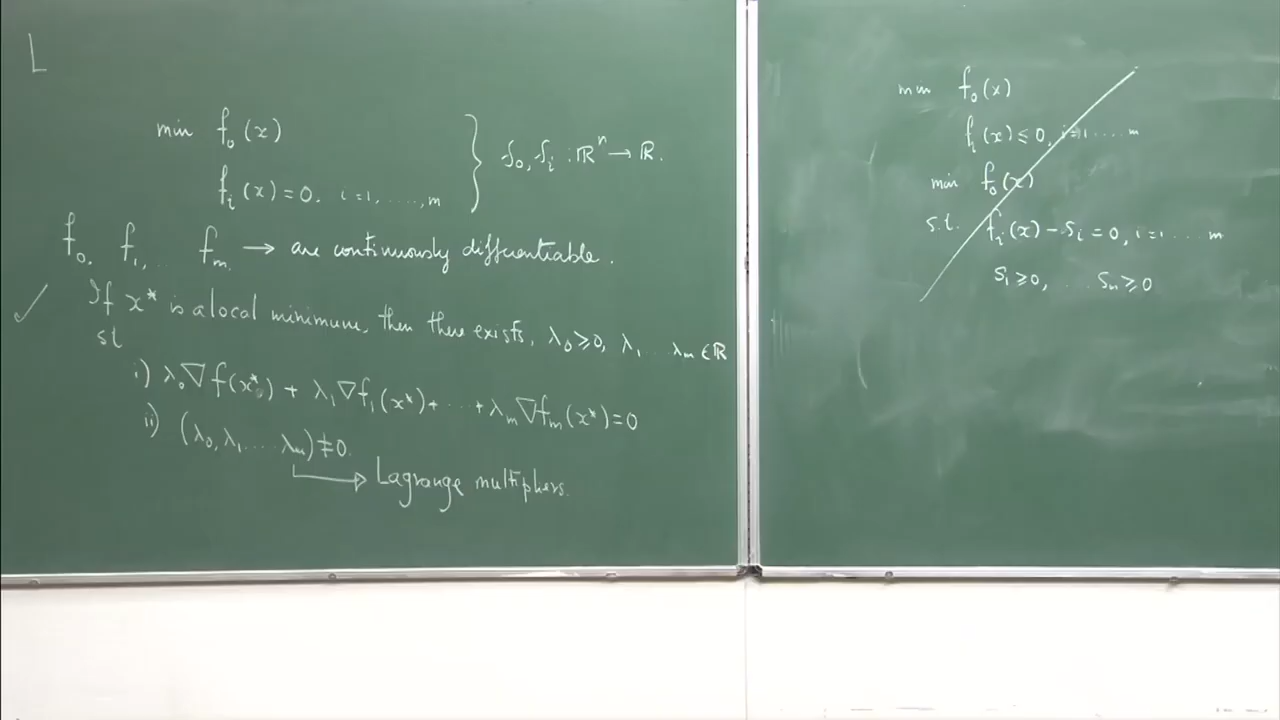 L
min f₀(x)
fᵢ(x)=0, i=1,.....,m } f₀, fᵢ : ℝⁿ → ℝ.
f₀, f₁,... fₘ → are continuously differentiable.
If x* is a local minimum, then there exists, λ₀⩾0, λ₁...λₘ∈ℝ
st
i) λ₀∇f(x*) + λ₁∇f₁(x*)+...+λₘ∇fₘ(x*)=0
ii) (λ₀,λ₁....λₘ)≠0.
→ Lagrange multipliers.
min f₀(x)
fᵢ(x)⩽0, i=1.....m
min f₀(x)
s.t. fᵢ(x)-sᵢ=0, i=1.....m
s₁⩾0, ... sₘ⩾0